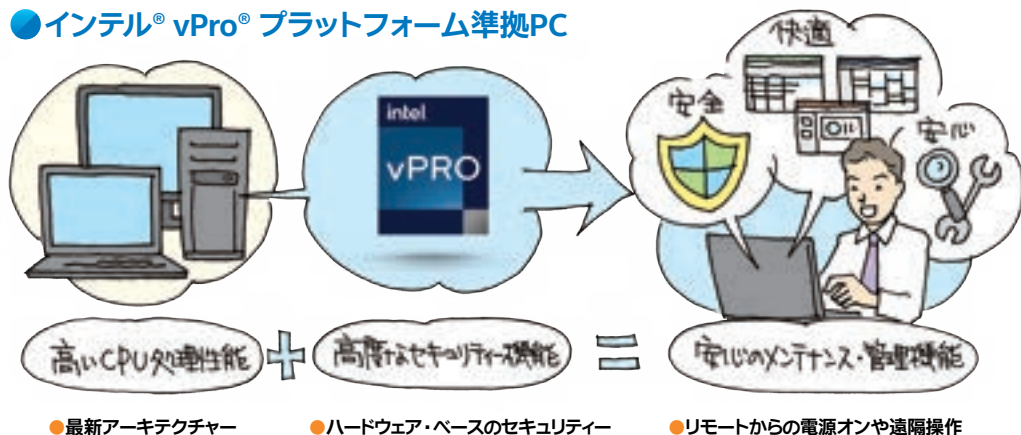 ●インテル® vPro® プラットフォーム準拠PC
快適
安全
安心
intel
vPRO
高いCPU処理性能
+
高度なセキュリティー機能
=
安心のメンテナンス・管理機能
●最新アーキテクチャー
●ハードウェア・ベースのセキュリティー
●リモートからの電源オンや遠隔操作